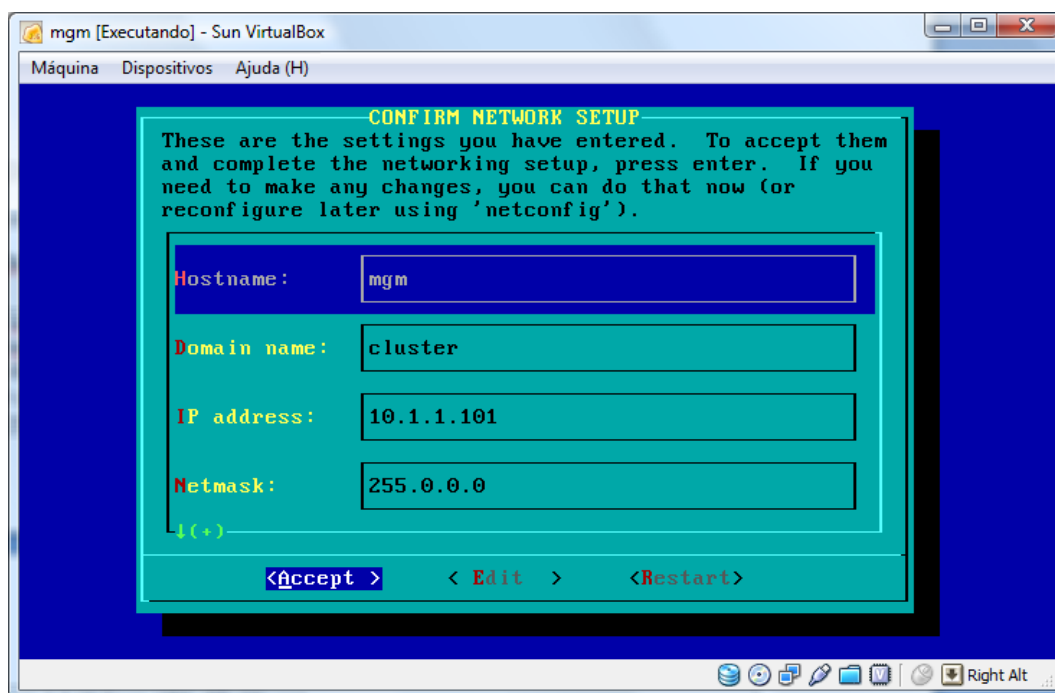 mgm [Executando] - Sun VirtualBox
Máquina Dispositivos Ajuda (H)
CONFIRM NETWORK SETUP
These are the settings you have entered. To accept them
and complete the networking setup, press enter. If you
need to make any changes, you can do that now (or
reconfigure later using 'netconfig').
Hostname: mgm
Domain name: cluster
IP address: 10.1.1.101
Netmask: 255.0.0.0
↓(+)
<Accept > < Edit > <Restart>
Right Alt